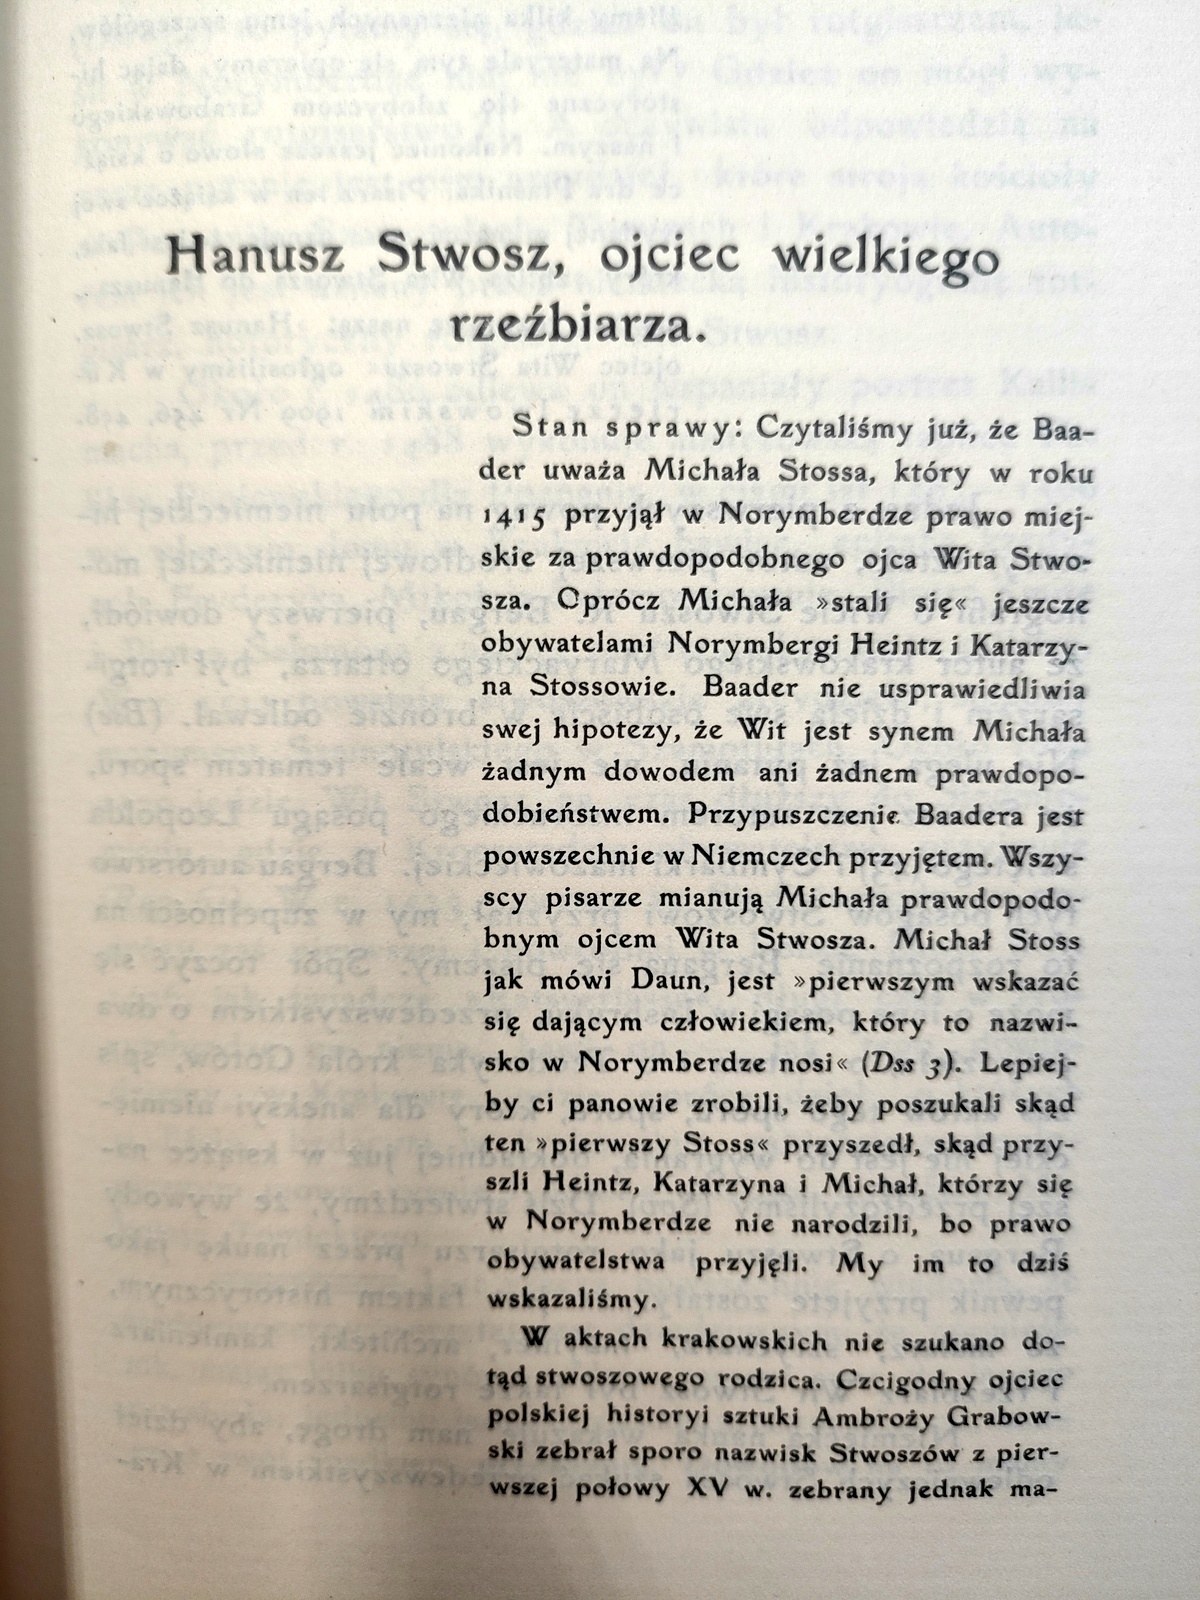 Hanusz Stwosz, ojciec wielkiego
rzeźbiarza.
Stan sprawy: Czytaliśmy już, że Baa-
der uważa Michała Stossa, który w roku
1415 przyjął w Norymberdze prawo miej-
skie za prawdopodobnego ojca Wita Stwo-
sza. Oprócz Michała »stali się« jeszcze
obywatelami Norymbergi Heintz i Katarzy-
na Stossowie. Baader nie usprawiedliwia
swej hipotezy, że Wit jest synem Michała
żadnym dowodem ani żadnem prawdopo-
dobieństwem. Przypuszczenie Baadera jest
powszechnie w Niemczech przyjętem. Wszy-
scy pisarze mianują Michała prawdopodo-
bnym ojcem Wita Stwosza. Michał Stoss
jak mówi Daun, jest »pierwszym wskazać
się dającym człowiekiem, który to nazwi-
sko w Norymberdze nosi« (Dss 3). Lepiej-
by ci panowie zrobili, żeby poszukali skąd
ten »pierwszy Stoss« przyszedł, skąd przy-
szli Heintz, Katarzyna i Michał, którzy się
w Norymberdze nie narodzili, bo prawo
obywatelstwa przyjęli. My im to dziś
wskazaliśmy.
W aktach krakowskich nie szukano do-
tąd stwoszowego rodzica. Czcigodny ojciec
polskiej historyi sztuki Ambroży Grabow-
ski zebrał sporo nazwisk Stwoszów z pier-
wszej połowy XV w. zebrany jednak ma-